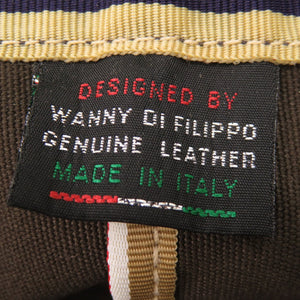 DESIGNED BY
WANNY DI FILIPPO
GENUINE LEATHER
MADE IN ITALY